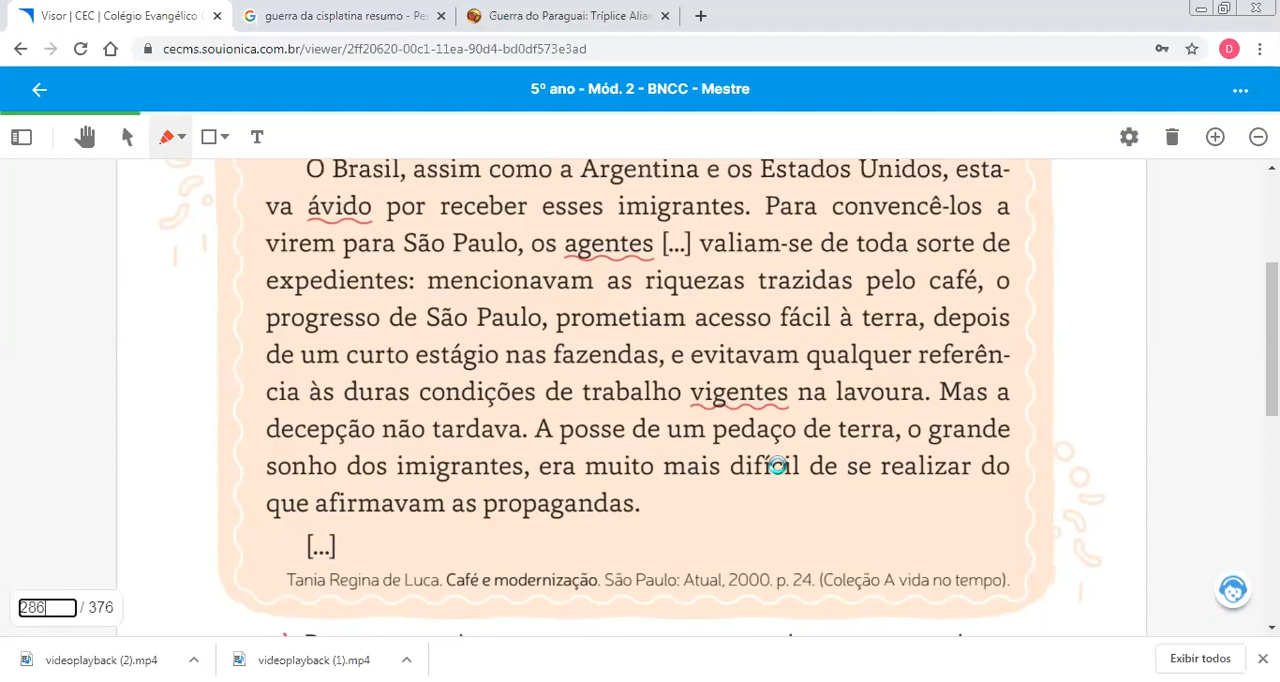 Visor | CEC | Colégio Evangélico C
guerra da cisplatina resumo - Pes
Guerra do Paraguai: Tríplice Alian
cecms.souionica.com.br/viewer/2ff20620-00c1-11ea-90d4-bd0df573e3ad
D
5º ano - Mód. 2 - BNCC - Mestre
T
O Brasil, assim como a Argentina e os Estados Unidos, esta-
va ávido por receber esses imigrantes. Para convencê-los a
virem para São Paulo, os agentes [...] valiam-se de toda sorte de
expedientes: mencionavam as riquezas trazidas pelo café, o
progresso de São Paulo, prometiam acesso fácil à terra, depois
de um curto estágio nas fazendas, e evitavam qualquer referên-
cia às duras condições de trabalho vigentes na lavoura. Mas a
decepção não tardava. A posse de um pedaço de terra, o grande
sonho dos imigrantes, era muito mais difícil de se realizar do
que afirmavam as propagandas.
[...]
Tania Regina de Luca. Café e modernização. São Paulo: Atual, 2000. p. 24. (Coleção A vida no tempo).
286 / 376
videoplayback (2).mp4
videoplayback (1).mp4
Exibir todos